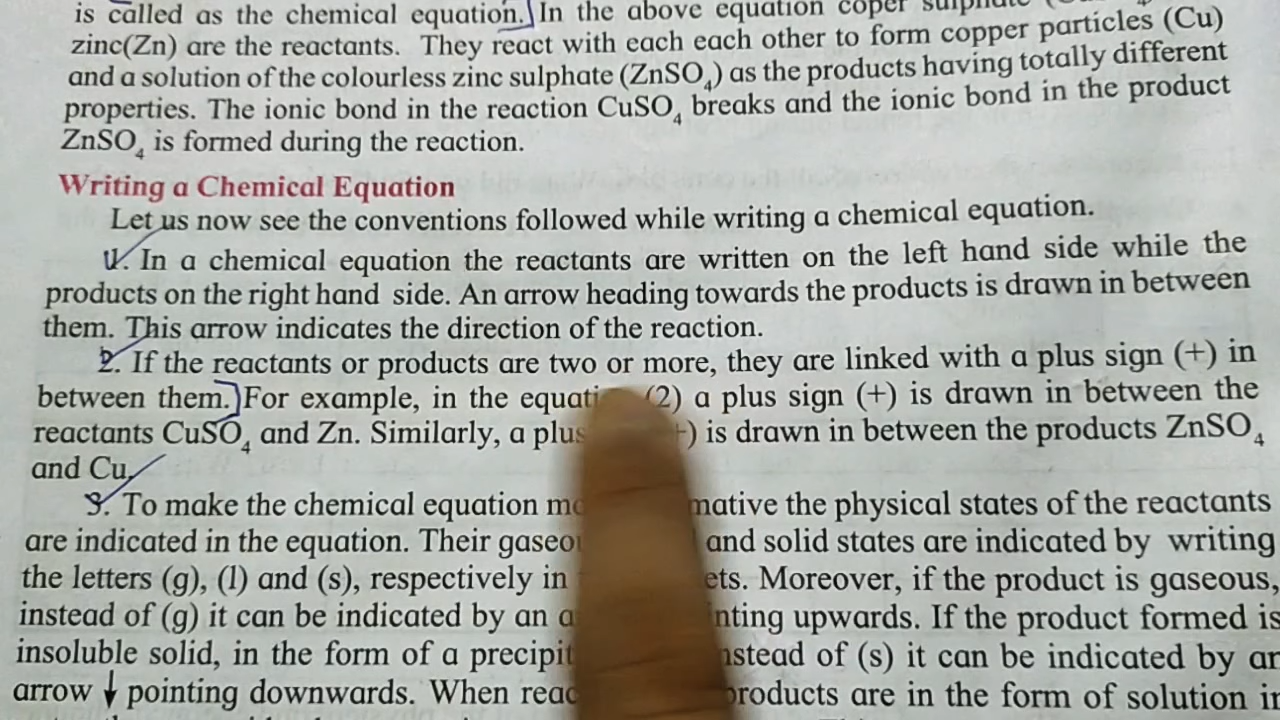 is called as the chemical equation. In the above equation coper
zinc(Zn) are the reactants. They react with each each other to form copper particles (Cu)
and a solution of the colourless zinc sulphate (ZnSO₄) as the products having totally different
properties. The ionic bond in the reaction CuSO₄ breaks and the ionic bond in the product
ZnSO₄ is formed during the reaction.
Writing a Chemical Equation
Let us now see the conventions followed while writing a chemical equation.
1. In a chemical equation the reactants are written on the left hand side while the
products on the right hand side. An arrow heading towards the products is drawn in between
them. This arrow indicates the direction of the reaction.
2. If the reactants or products are two or more, they are linked with a plus sign (+) in
between them. For example, in the (2) a plus sign (+) is drawn in between the
reactants CuSO₄ and Zn. Similarly, a plus is drawn in between the products ZnSO₄
and Cu.
3. To make the chemical equation the physical states of the reactants
are indicated in the equation. Their and solid states are indicated by writing
the letters (g), (l) and (s), respectively in Moreover, if the product is gaseous,
instead of (g) it can be indicated by an upwards. If the product formed is
insoluble solid, in the form of a of (s) it can be indicated by an
arrow ↓ pointing downwards. When products are in the form of solution in